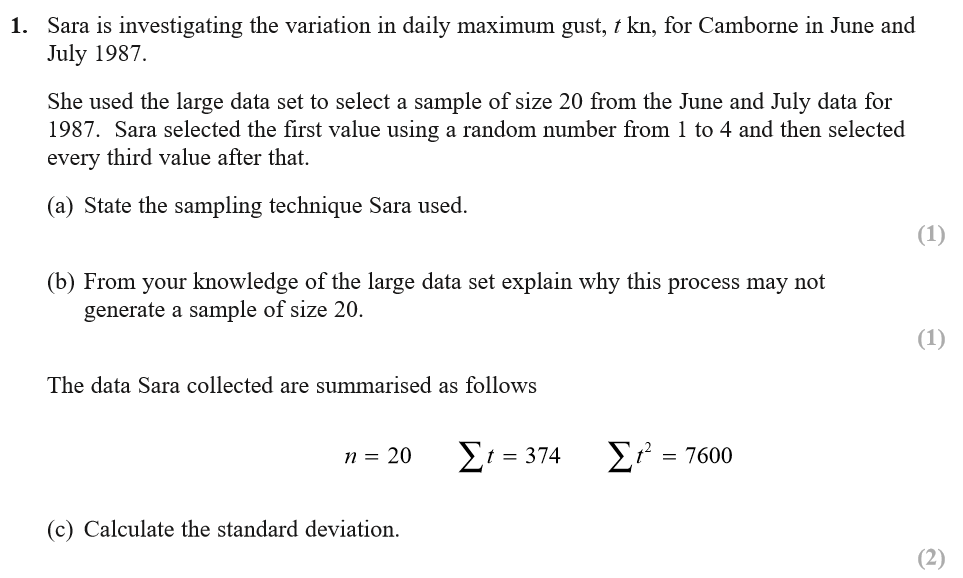 1. Sara is investigating the variation in daily maximum gust, t kn, for Camborne in June and
July 1987.
She used the large data set to select a sample of size 20 from the June and July data for
1987. Sara selected the first value using a random number from 1 to 4 and then selected
every third value after that.
(a) State the sampling technique Sara used.
(1)
(b) From your knowledge of the large data set explain why this process may not
generate a sample of size 20.
(1)
The data Sara collected are summarised as follows
n = 20 ∑t = 374 ∑t² = 7600
(c) Calculate the standard deviation.
(2)